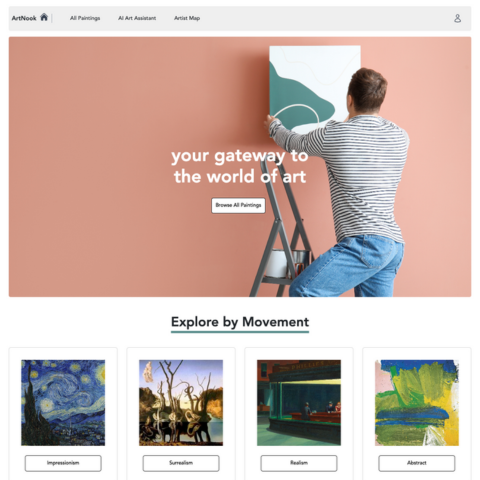 ArtNook
All Paintings
AI Art Assistant
Artist Map
your gateway to
the world of art
Browse All Paintings
Explore by Movement
Impressionism
Surrealism
Realism
Abstract